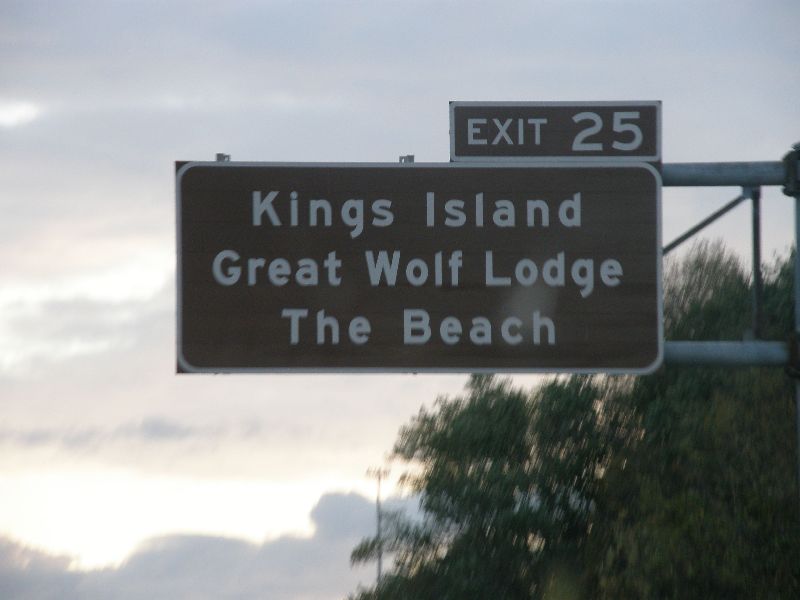 EXIT 25
Kings Island
Great Wolf Lodge
The Beach